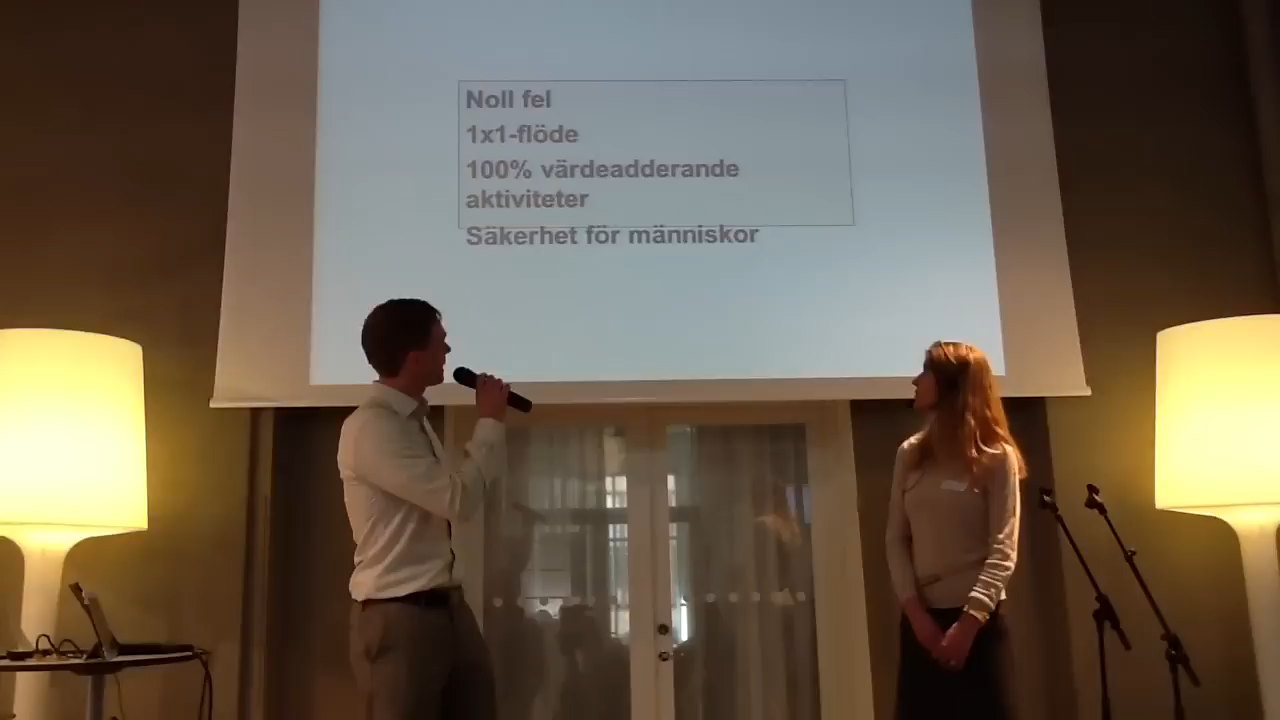 Noll fel
1x1-flöde
100% värdeadderande
aktiviteter
Säkerhet för människor